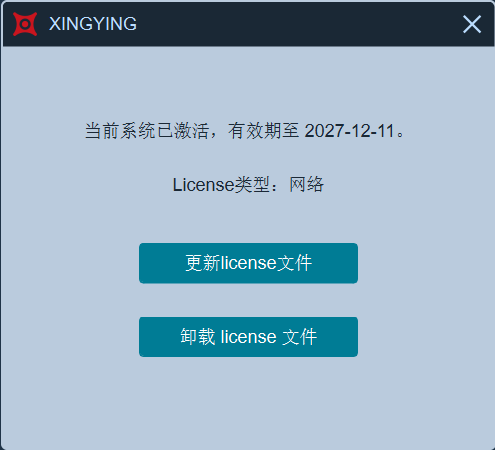 XINGYING
当前系统已激活，有效期至 2027-12-11。
License类型：网络
更新license文件
卸载 license 文件